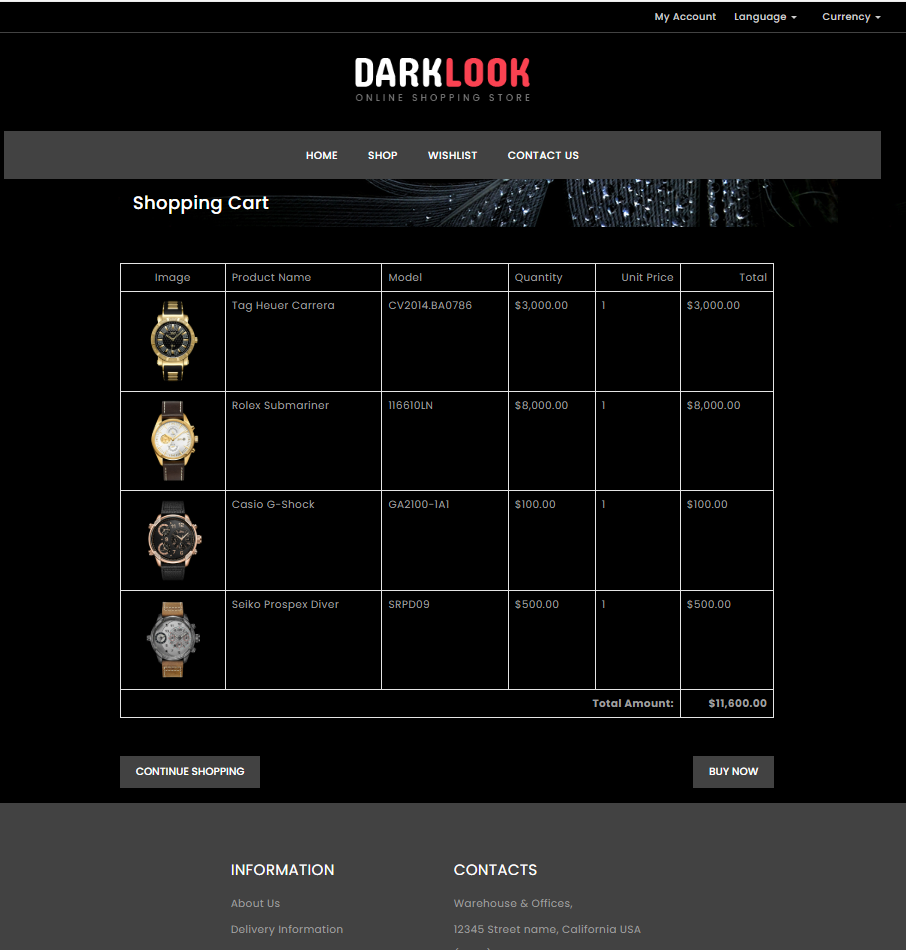 My Account Language Currency
DARKLOOK
ONLINE SHOPPING STORE
HOME SHOP WISHLIST CONTACT US
Shopping Cart
Image Product Name Model Quantity Unit Price Total
Tag Heuer Carrera CV2014.BA0786 $3,000.00 1 $3,000.00
Rolex Submariner 116610LN $8,000.00 1 $8,000.00
Casio G-Shock GA2100-1A1 $100.00 1 $100.00
Seiko Prospex Diver SRPD09 $500.00 1 $500.00
Total Amount: $11,600.00
CONTINUE SHOPPING BUY NOW
INFORMATION CONTACTS
About Us Warehouse & Offices,
Delivery Information 12345 Street name, California USA